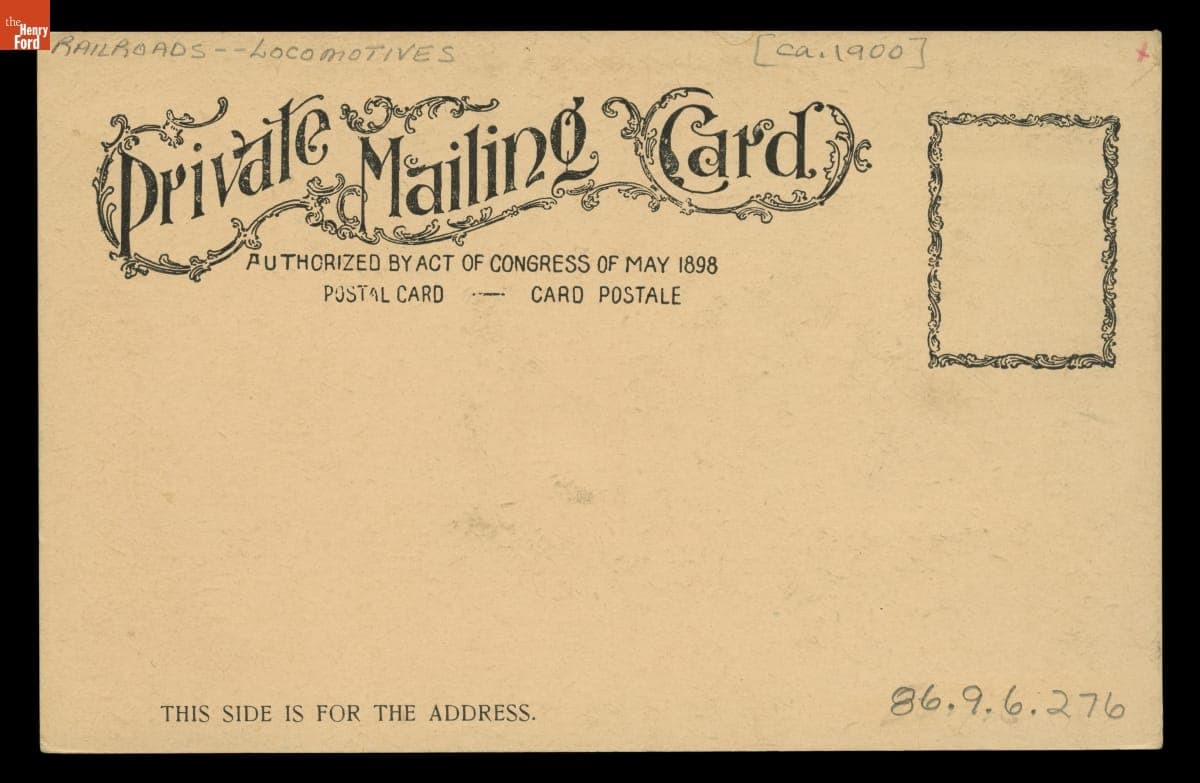 the
Henry
Ford
RAILROADS--LOCOMOTIVES
[ca.1900]
x
Private Mailing Card.
AUTHORIZED BY ACT OF CONGRESS OF MAY 1898
POSTAL CARD -— CARD POSTALE
THIS SIDE IS FOR THE ADDRESS.
86.9.6.276